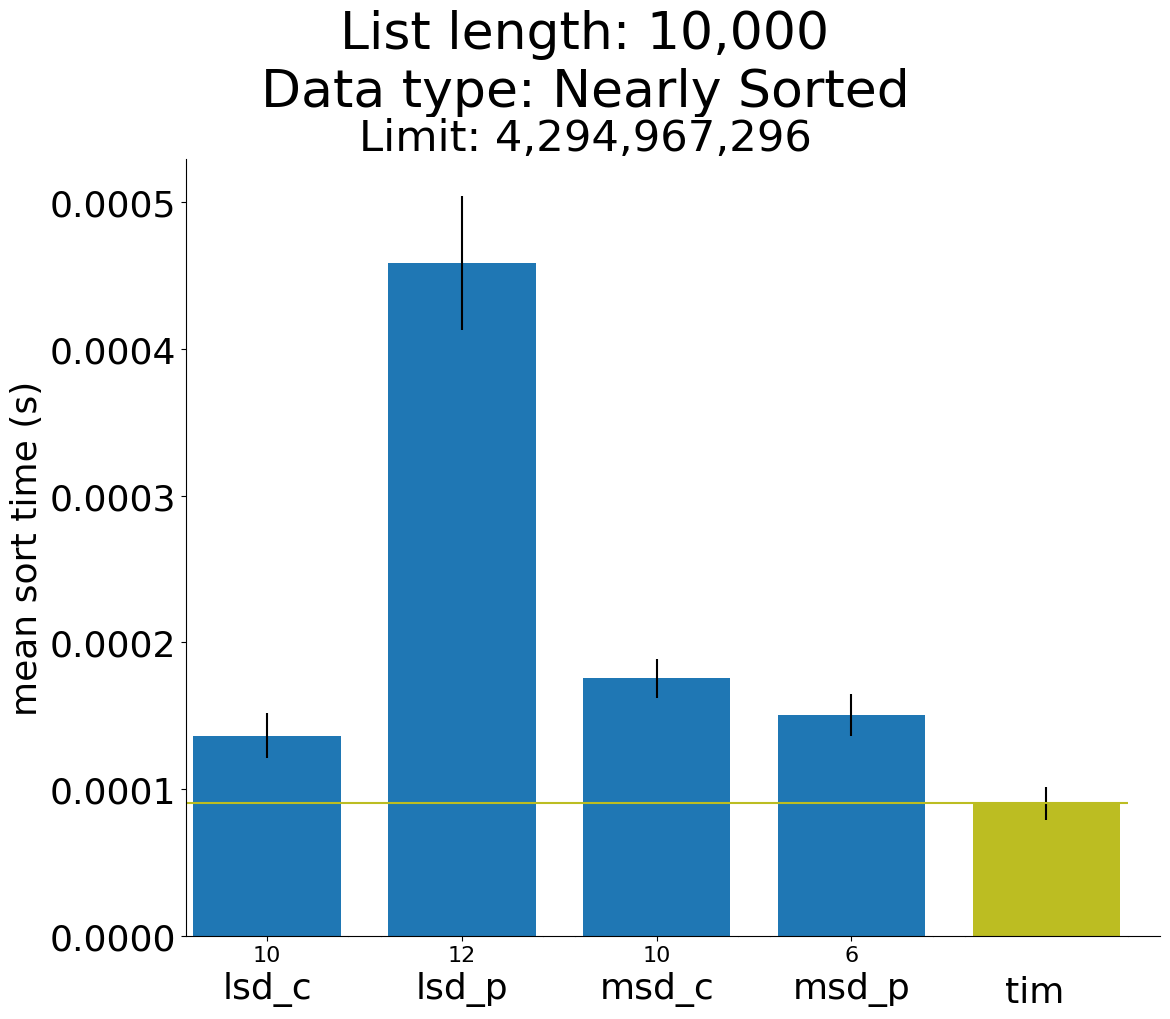 List length: 10,000
Data type: Nearly Sorted
Limit: 4,294,967,296
mean sort time (s)
0.0005
0.0004
0.0003
0.0002
0.0001
0.0000
10 12 10 6
lsd_c lsd_p msd_c msd_p tim